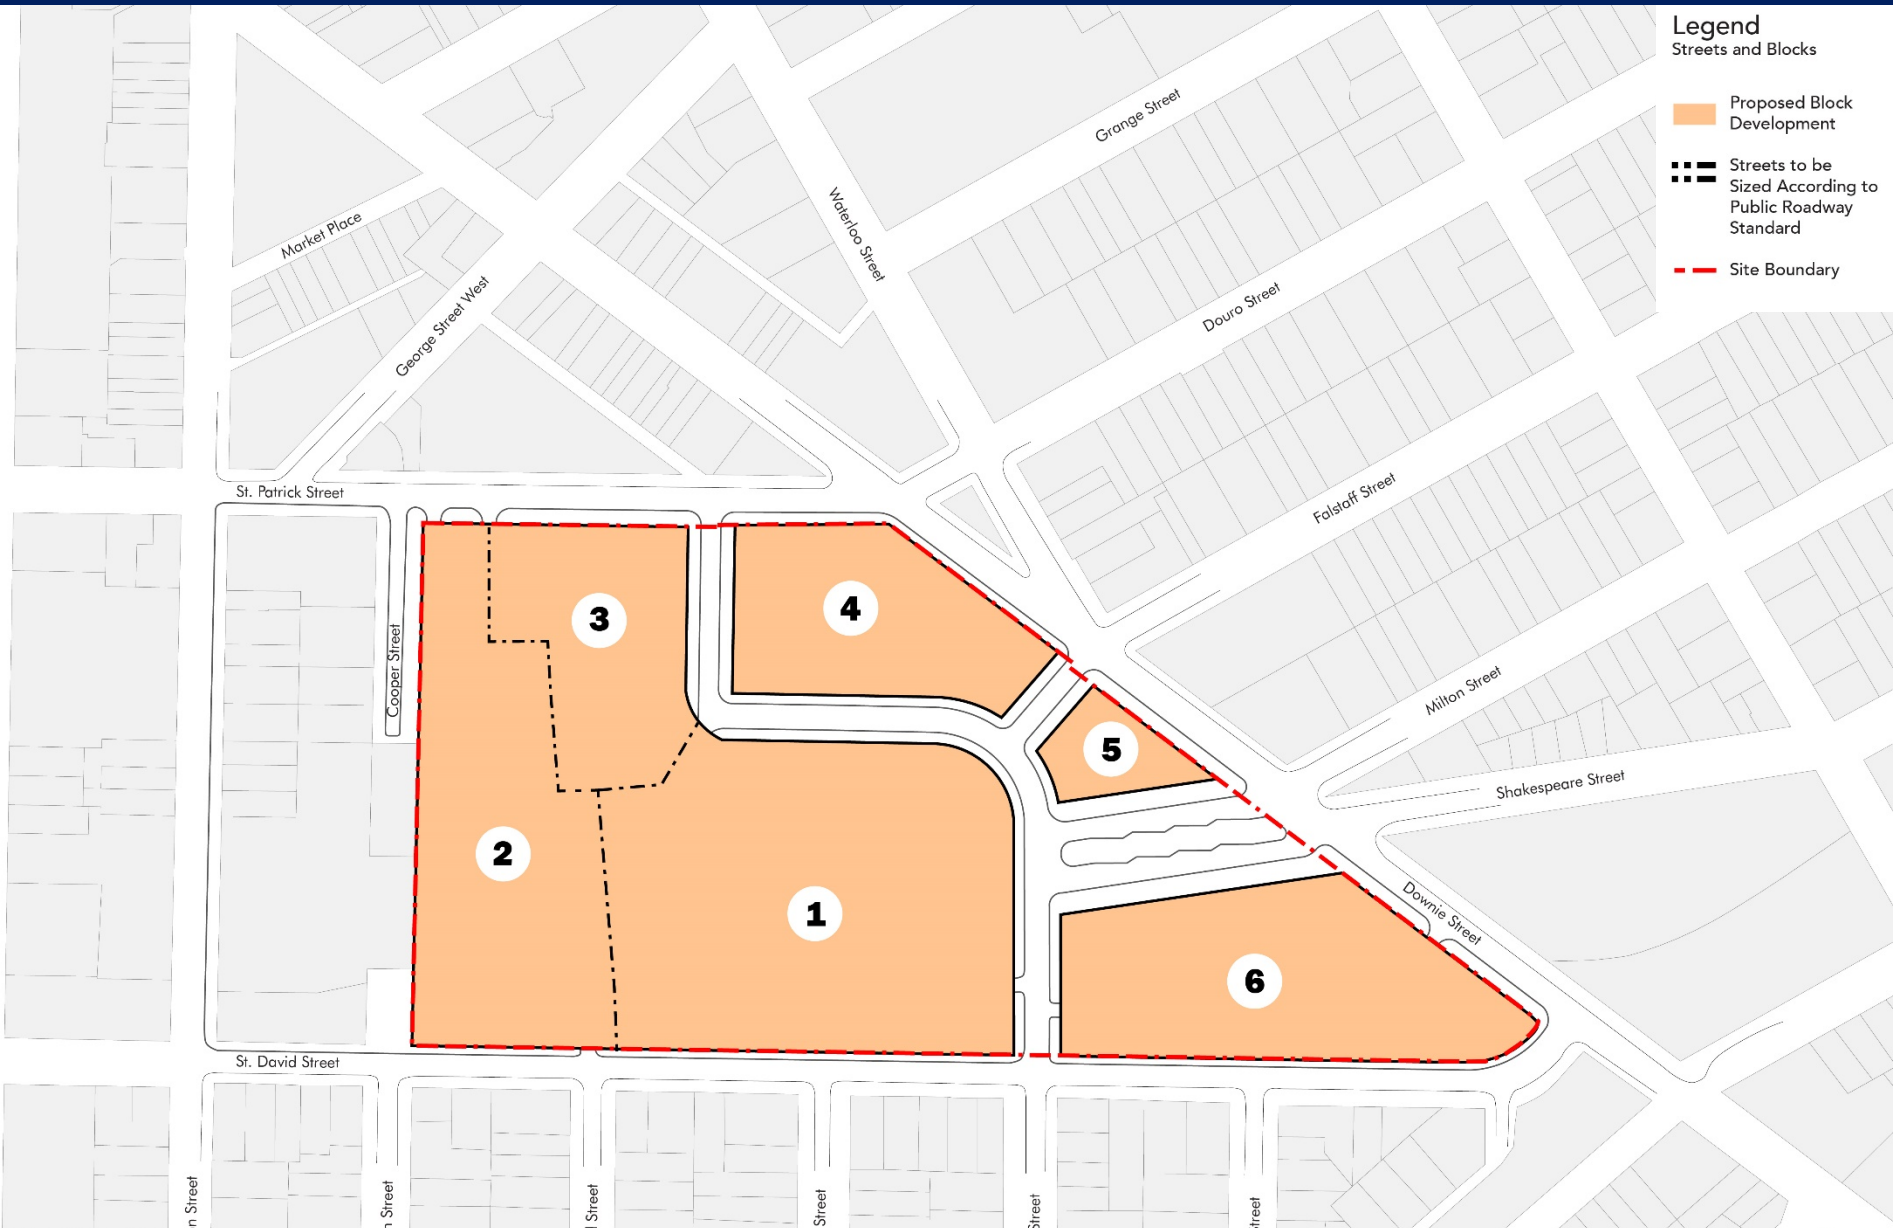 Legend
Streets and Blocks
Proposed Block
Development
Streets to be
Sized According to
Public Roadway
Standard
Site Boundary
Grange Street
Waterloo Street
Market Place
George Street West
Douro Street
Falstaff Street
St. Patrick Street
Cooper Street
Milton Street
Shakespeare Street
Downie Street
St. David Street
3
4
5
2
1
6
Street
Street
Street
Street
Street